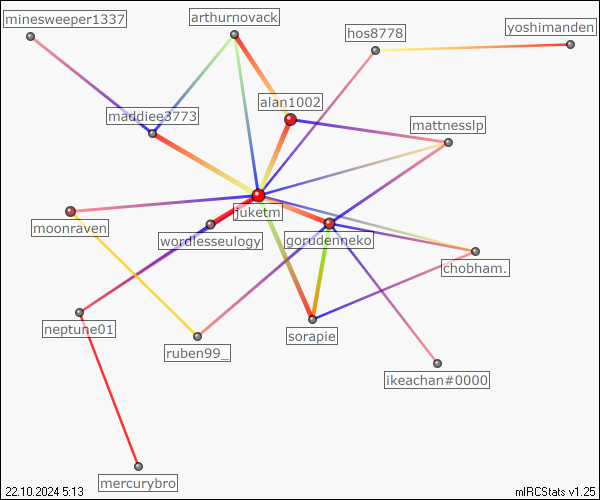 minesweeper1337
arthurnovack
hos8778
yoshimanden
alan1002
maddiee3773
mattnesslp
juketm
moonraven
wordlesseulogy
gorudenneko
chobham.
neptune01
sorapie
ruben99_
ikeachan#0000
mercurybro
22.10.2024 5:13
mIRCStats v1.25